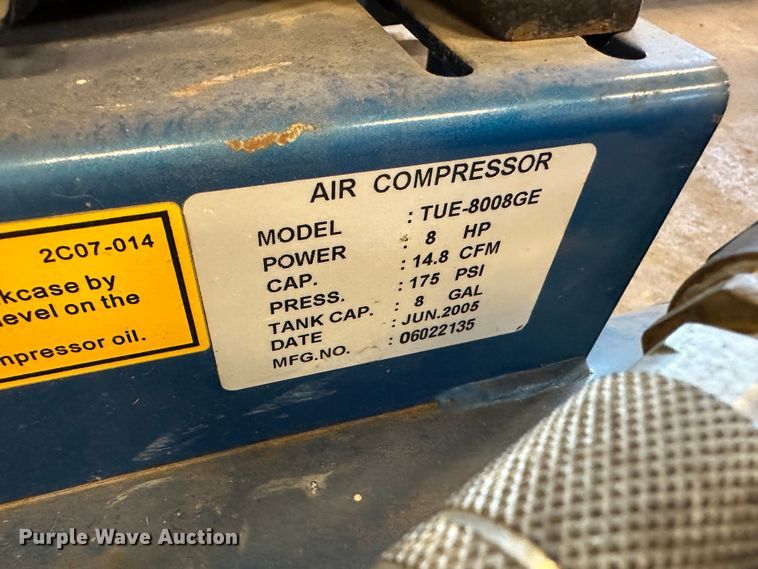 AIR COMPRESSOR
MODEL : TUE-8008GE
POWER : 8 HP
CAP. : 14.8 CFM
PRESS. : 175 PSI
TANK CAP. : 8 GAL
DATE : JUN.2005
MFG.NO. : 06022135
2C07-014
kcase by
level on the
mpressor oil.
Purple Wave Auction